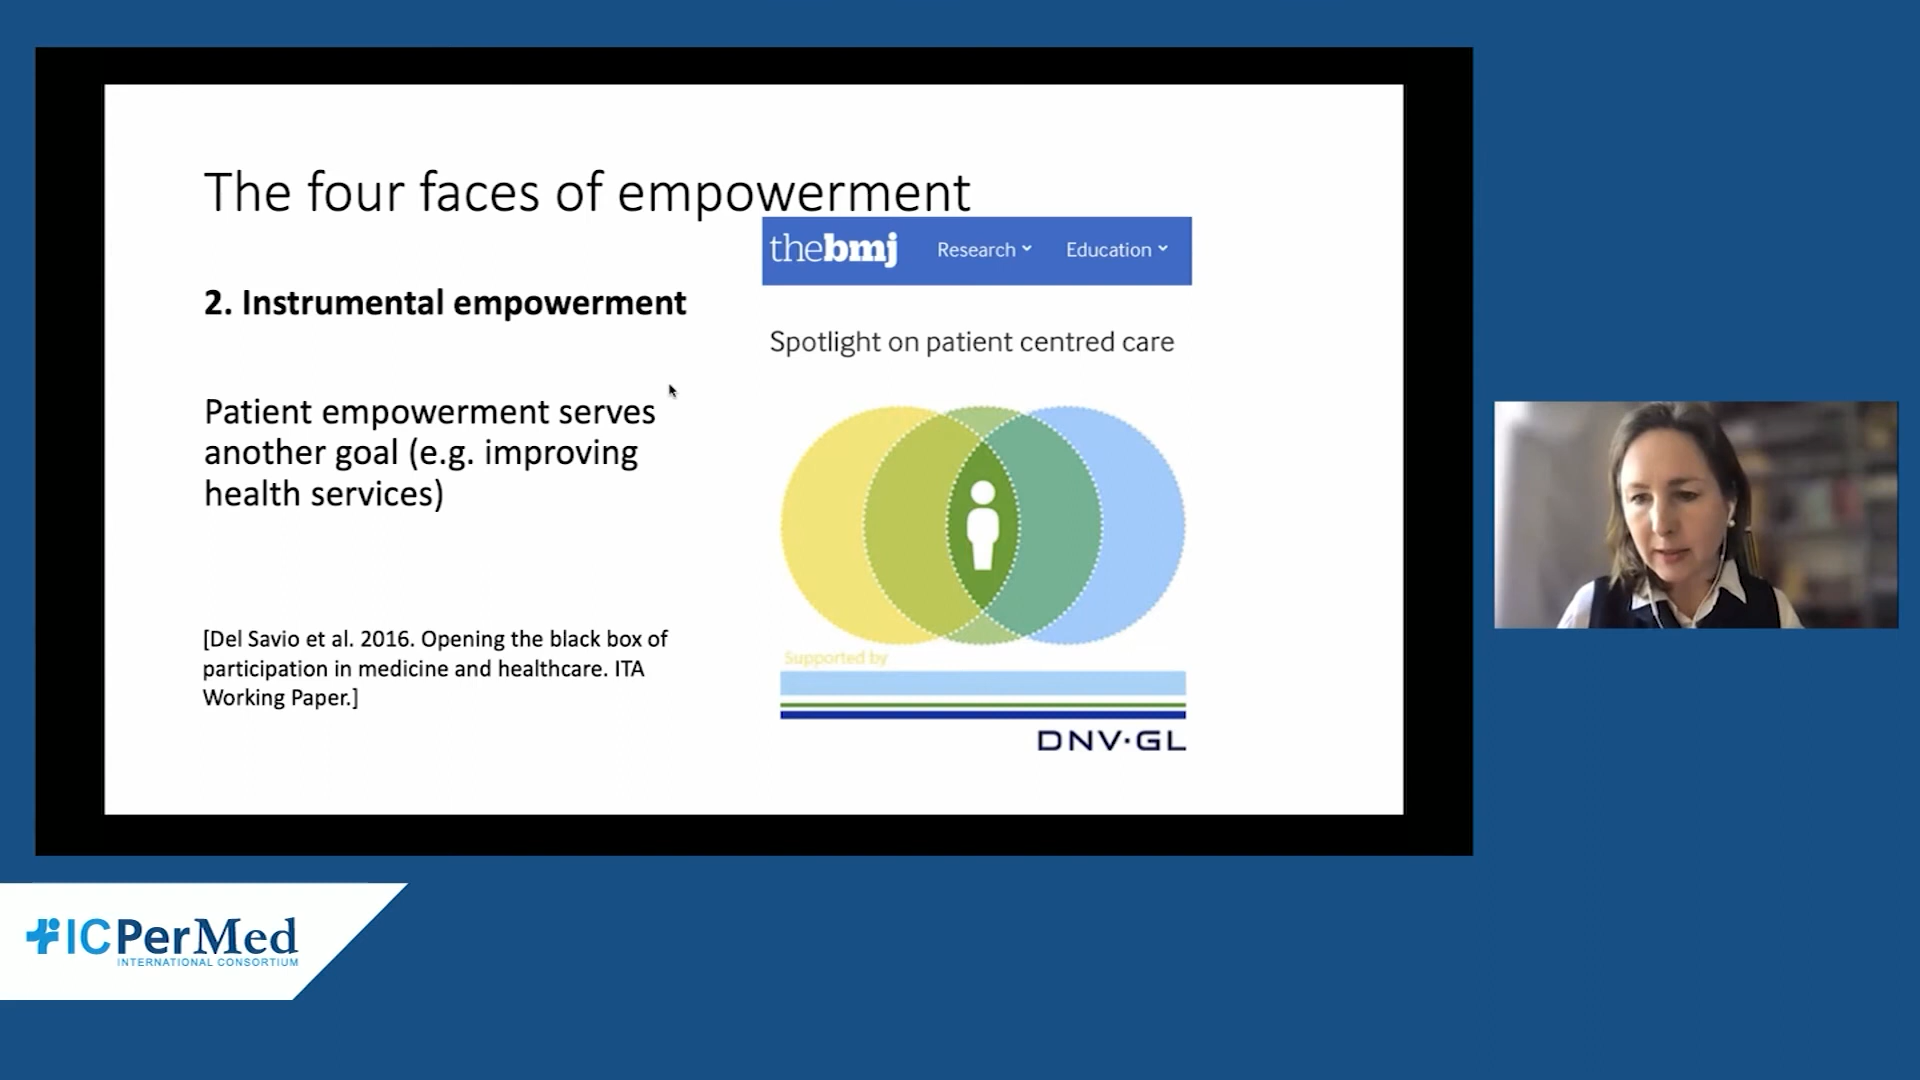 The four faces of empowerment
thebmj Research Education
2. Instrumental empowerment
Spotlight on patient centred care
Patient empowerment serves
another goal (e.g. improving
health services)
[Del Savio et al. 2016. Opening the black box of
participation in medicine and healthcare. ITA
Working Paper.]
Supported by
DNV·GL
ICPerMed
INTERNATIONAL CONSORTIUM